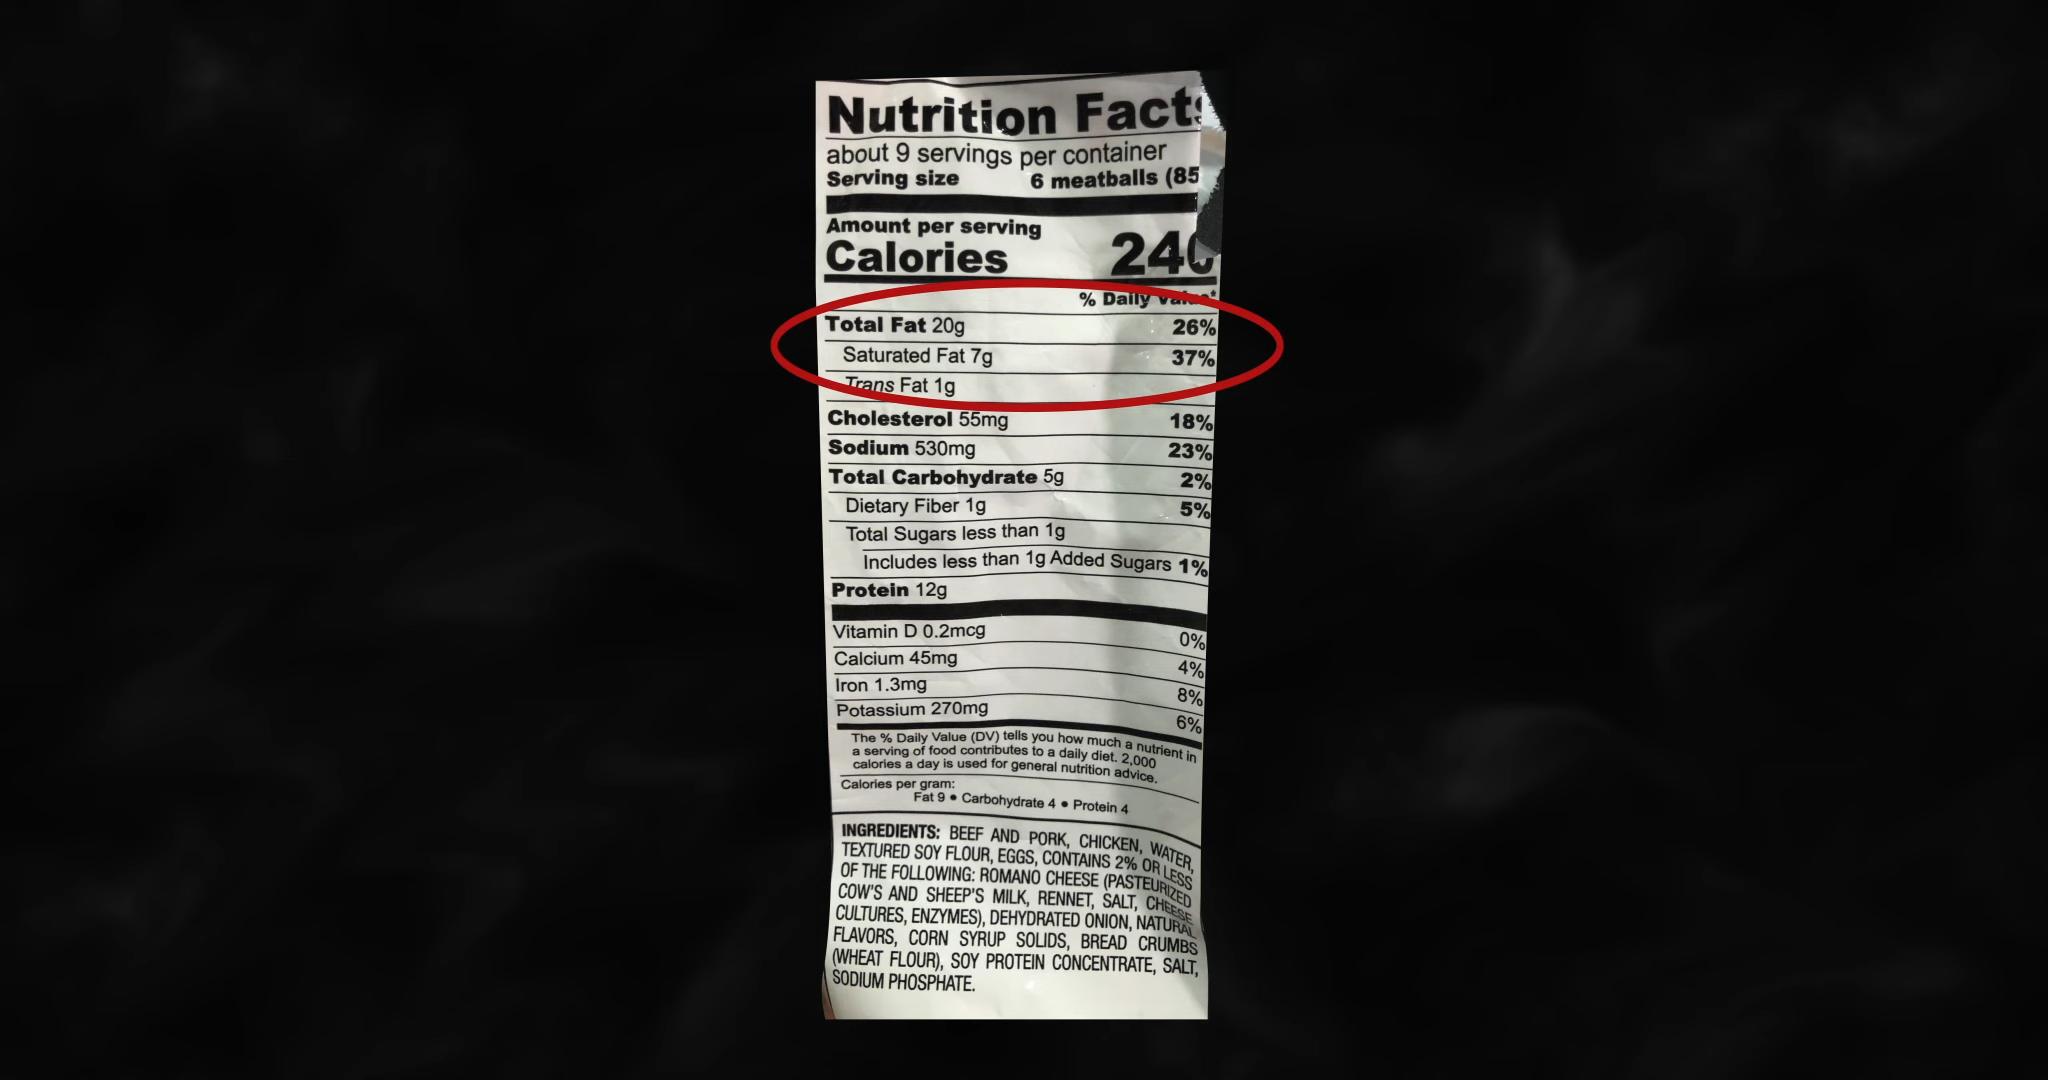 Nutrition Facts
about 9 servings per container
Serving size 6 meatballs (85
Amount per serving
Calories 240
% Daily Value*
Total Fat 20g 26%
Saturated Fat 7g 37%
Trans Fat 1g
Cholesterol 55mg 18%
Sodium 530mg 23%
Total Carbohydrate 5g 2%
Dietary Fiber 1g 5%
Total Sugars less than 1g
Includes less than 1g Added Sugars 1%
Protein 12g
Vitamin D 0.2mcg 0%
Calcium 45mg 4%
Iron 1.3mg 8%
Potassium 270mg 6%
The % Daily Value (DV) tells you how much a nutrient in
a serving of food contributes to a daily diet. 2,000
calories a day is used for general nutrition advice.
Calories per gram:
Fat 9 • Carbohydrate 4 • Protein 4
INGREDIENTS: BEEF AND PORK, CHICKEN, WATER,
TEXTURED SOY FLOUR, EGGS, CONTAINS 2% OR LESS
OF THE FOLLOWING: ROMANO CHEESE (PASTEURIZED
COW'S AND SHEEP'S MILK, RENNET, SALT, CHEESE
CULTURES, ENZYMES), DEHYDRATED ONION, NATURAL
FLAVORS, CORN SYRUP SOLIDS, BREAD CRUMBS
(WHEAT FLOUR), SOY PROTEIN CONCENTRATE, SALT,
SODIUM PHOSPHATE.